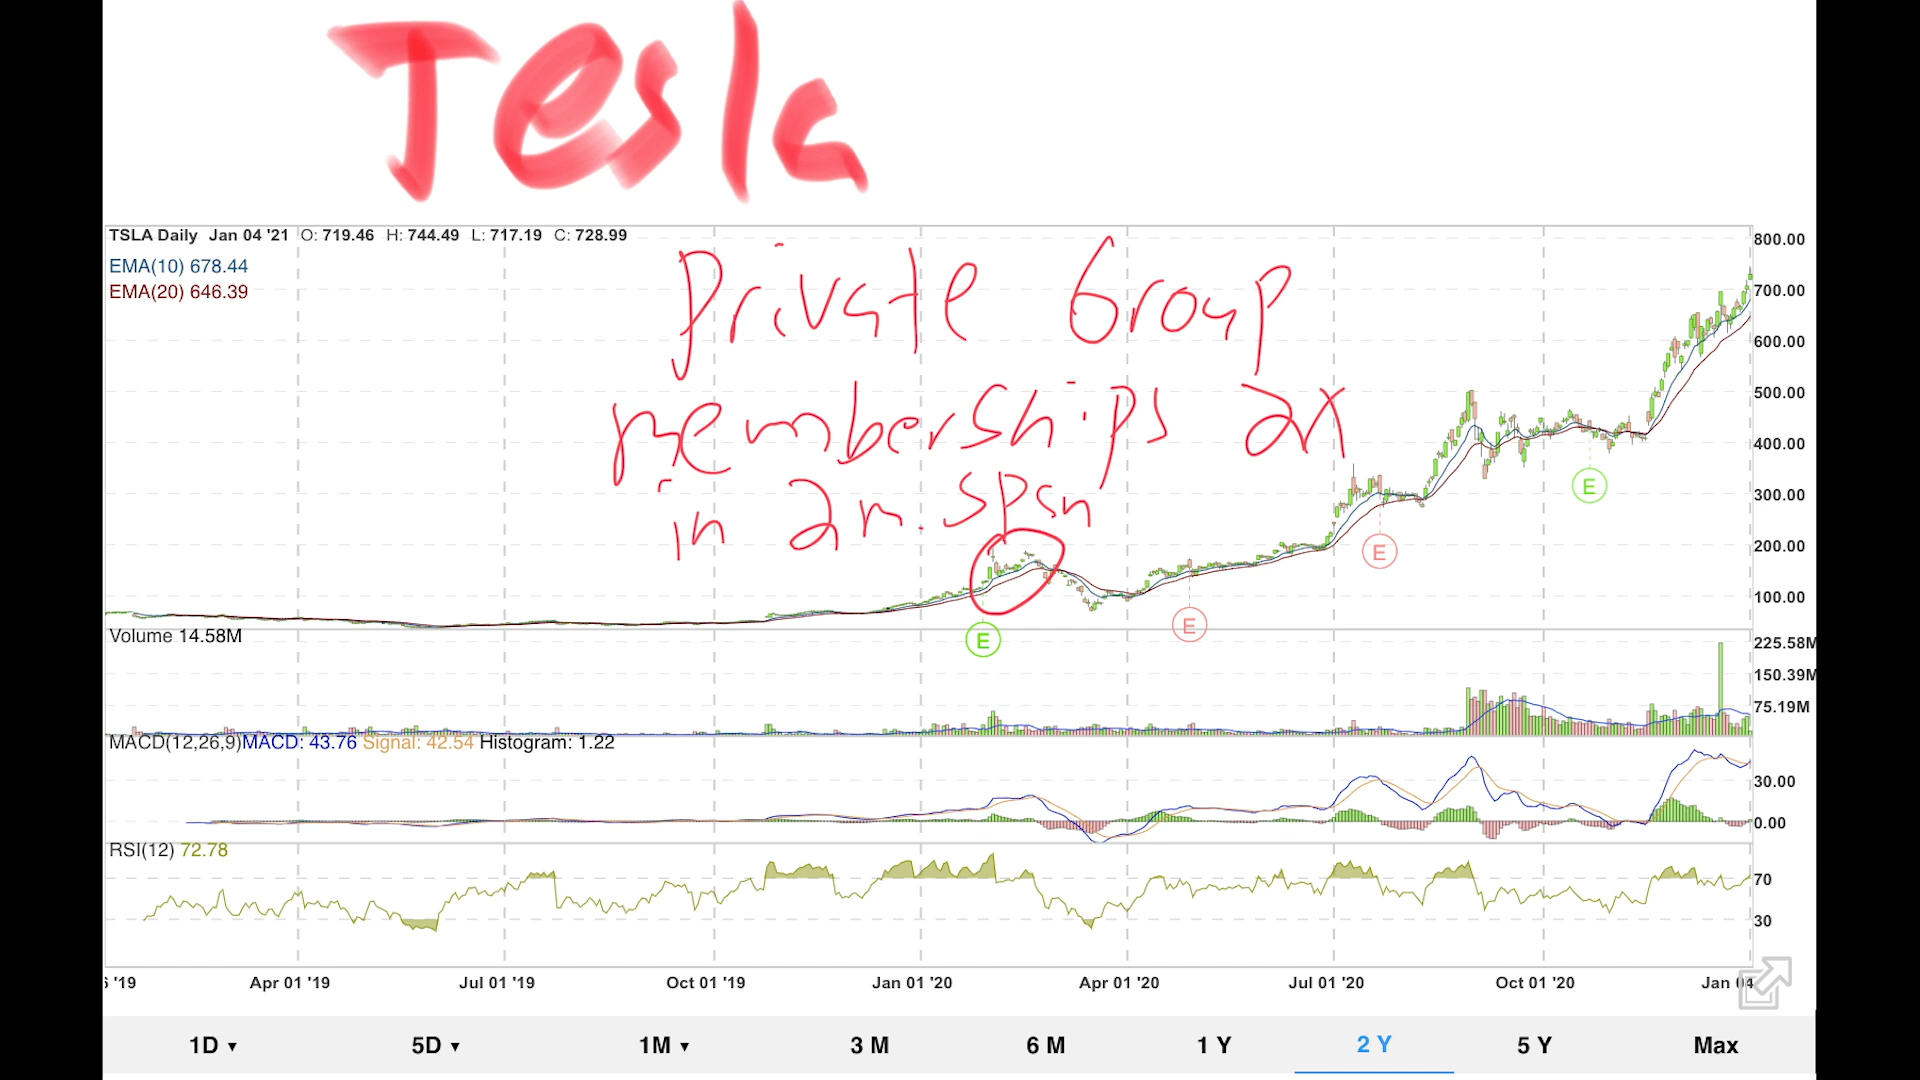 Tesla
TSLA Daily Jan 04 '21 O: 719.46 H: 744.49 L: 717.19 C: 728.99
EMA(10) 678.44
EMA(20) 646.39
Private Group
memberships 2x
in 2 m. span
800.00
700.00
600.00
500.00
400.00
300.00
200.00
100.00
E
E
E
E
Volume 14.58M
225.58M
150.39M
75.19M
MACD(12,26,9)MACD: 43.76 Signal: 42.54 Histogram: 1.22
30.00
0.00
RSI(12) 72.78
70
30
'19 Apr 01 '19 Jul 01 '19 Oct 01 '19 Jan 01 '20 Apr 01 '20 Jul 01 '20 Oct 01 '20 Jan 04
1D ▼ 5D ▼ 1M ▼ 3 M 6 M 1 Y 2 Y 5 Y Max